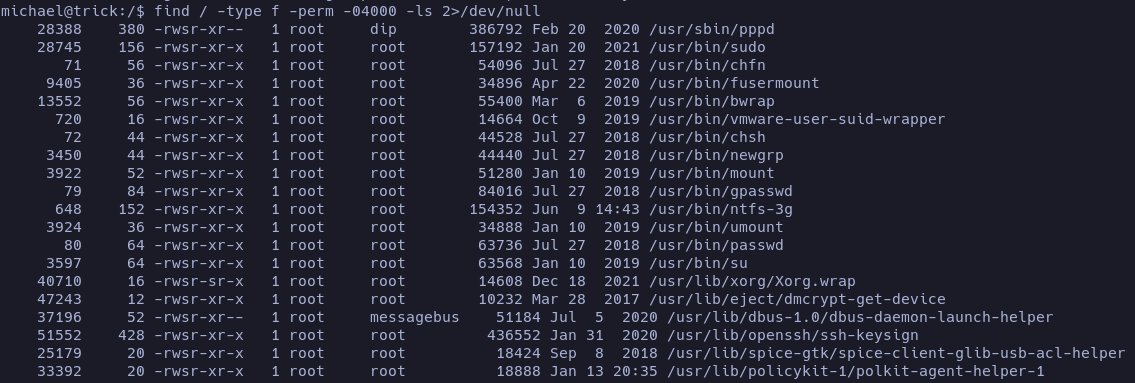 michael@trick:/$ find / -type f -perm -04000 -ls 2>/dev/null
28388 380 -rwsr-xr-- 1 root dip 386792 Feb 20 2020 /usr/sbin/pppd
28745 156 -rwsr-xr-x 1 root root 157192 Jan 20 2021 /usr/bin/sudo
71 56 -rwsr-xr-x 1 root root 54096 Jul 27 2018 /usr/bin/chfn
9405 36 -rwsr-xr-x 1 root root 34896 Apr 22 2020 /usr/bin/fusermount
13552 56 -rwsr-xr-x 1 root root 55400 Mar 6 2019 /usr/bin/bwrap
720 16 -rwsr-xr-x 1 root root 14664 Oct 9 2019 /usr/bin/vmware-user-suid-wrapper
72 44 -rwsr-xr-x 1 root root 44528 Jul 27 2018 /usr/bin/chsh
3450 44 -rwsr-xr-x 1 root root 44440 Jul 27 2018 /usr/bin/newgrp
3922 52 -rwsr-xr-x 1 root root 51280 Jan 10 2019 /usr/bin/mount
79 84 -rwsr-xr-x 1 root root 84016 Jul 27 2018 /usr/bin/gpasswd
648 152 -rwsr-xr-x 1 root root 154352 Jun 9 14:43 /usr/bin/ntfs-3g
3924 36 -rwsr-xr-x 1 root root 34888 Jan 10 2019 /usr/bin/umount
80 64 -rwsr-xr-x 1 root root 63736 Jul 27 2018 /usr/bin/passwd
3597 64 -rwsr-xr-x 1 root root 63568 Jan 10 2019 /usr/bin/su
40710 16 -rwsr-sr-x 1 root root 14608 Dec 18 2021 /usr/lib/xorg/Xorg.wrap
47243 12 -rwsr-xr-x 1 root root 10232 Mar 28 2017 /usr/lib/eject/dmcrypt-get-device
37196 52 -rwsr-xr-- 1 root messagebus 51184 Jul 5 2020 /usr/lib/dbus-1.0/dbus-daemon-launch-helper
51552 428 -rwsr-xr-x 1 root root 436552 Jan 31 2020 /usr/lib/openssh/ssh-keysign
25179 20 -rwsr-xr-x 1 root root 18424 Sep 8 2018 /usr/lib/spice-gtk/spice-client-glib-usb-acl-helper
33392 20 -rwsr-xr-x 1 root root 18888 Jan 13 20:35 /usr/lib/policykit-1/polkit-agent-helper-1